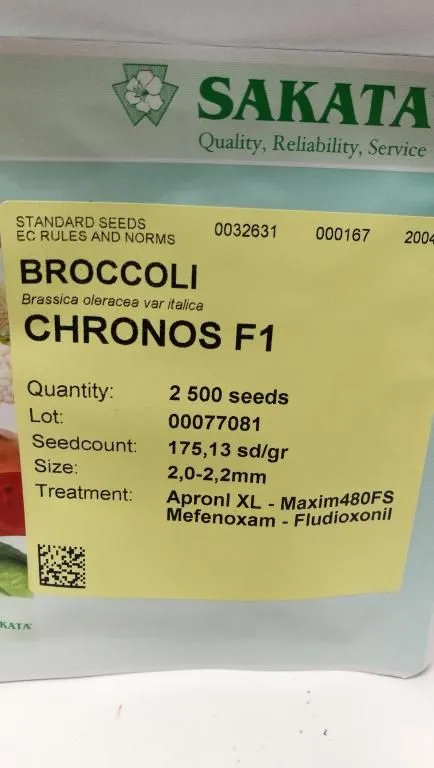 SAKATA
Quality, Reliability, Service
STANDARD SEEDS
EC RULES AND NORMS
0032631 000167 2004
BROCCOLI
Brassica oleracea var italica
CHRONOS F1
Quantity: 2 500 seeds
Lot: 00077081
Seedcount: 175,13 sd/gr
Size: 2,0-2,2mm
Treatment: Apronl XL - Maxim480FS
Mefenoxam - Fludioxonil
KATA